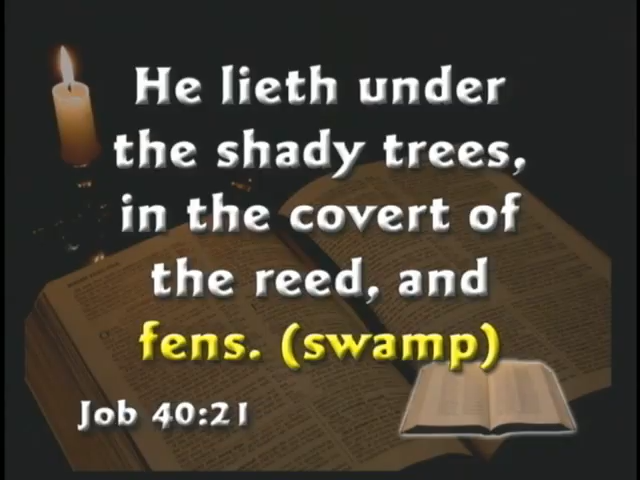 He lieth under
the shady trees,
in the covert of
the reed, and
fens. (swamp)
Job 40:21